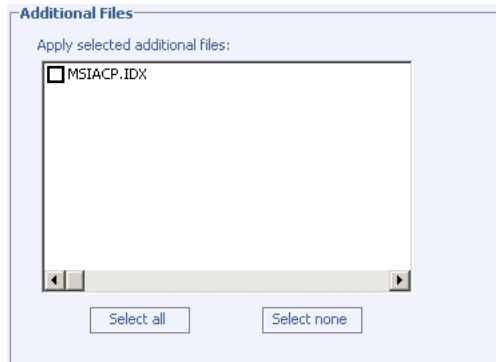 Additional Files
Apply selected additional files:
MSIACP.IDX
Select all
Select none